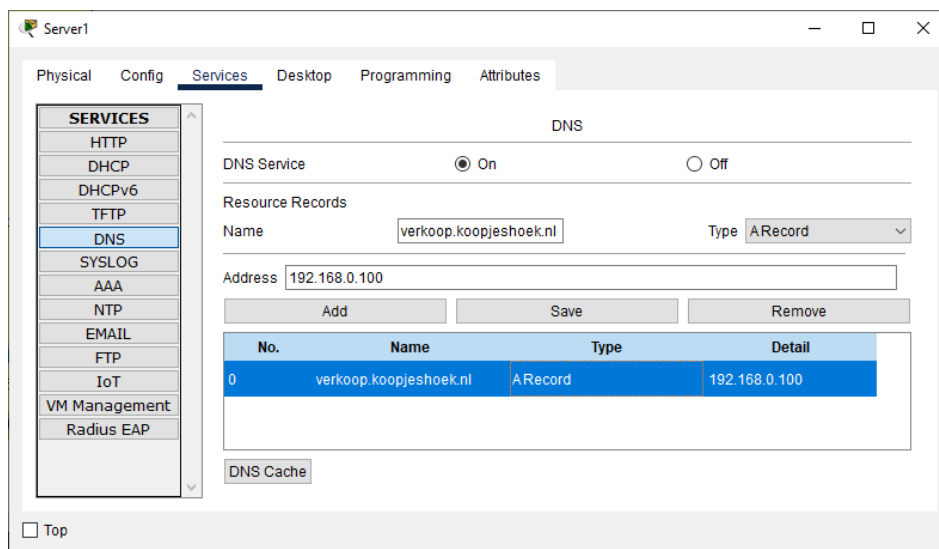 Server1
Physical Config Services Desktop Programming Attributes
SERVICES
HTTP
DHCP
DHCPv6
TFTP
DNS
SYSLOG
AAA
NTP
EMAIL
FTP
IoT
VM Management
Radius EAP
DNS
DNS Service On Off
Resource Records
Name verkoop.koopjeshoek.nl Type A Record
Address 192.168.0.100
Add Save Remove
No. Name Type Detail
0 verkoop.koopjeshoek.nl A Record 192.168.0.100
DNS Cache
Top